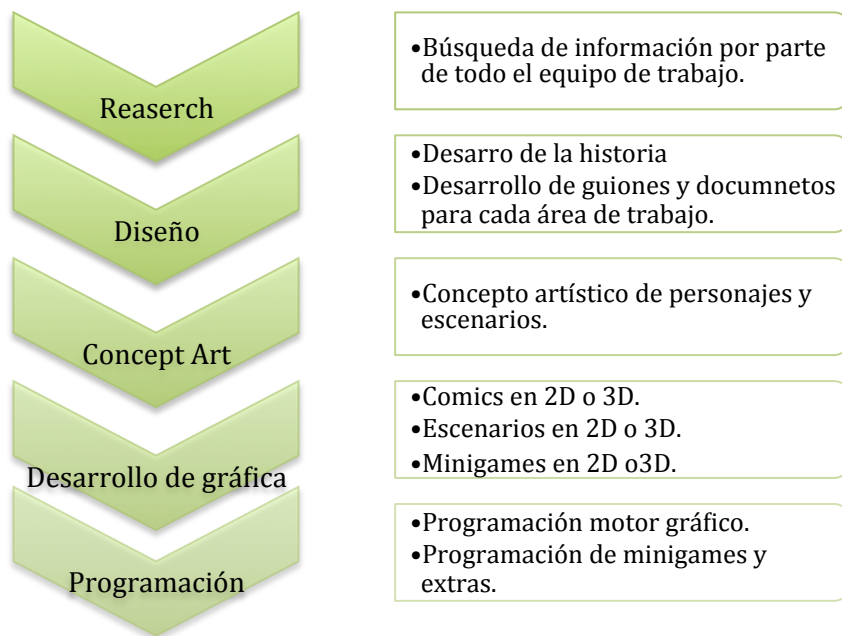 Reaserch
•Búsqueda de información por parte
de todo el equipo de trabajo.
Diseño
•Desarro de la historia
•Desarrollo de guiones y documnetos
para cada área de trabajo.
Concept Art
•Concepto artístico de personajes y
escenarios.
Desarrollo de gráfica
•Comics en 2D o 3D.
•Escenarios en 2D o 3D.
•Minigames en 2D o3D.
Programación
•Programación motor gráfico.
•Programación de minigames y
extras.